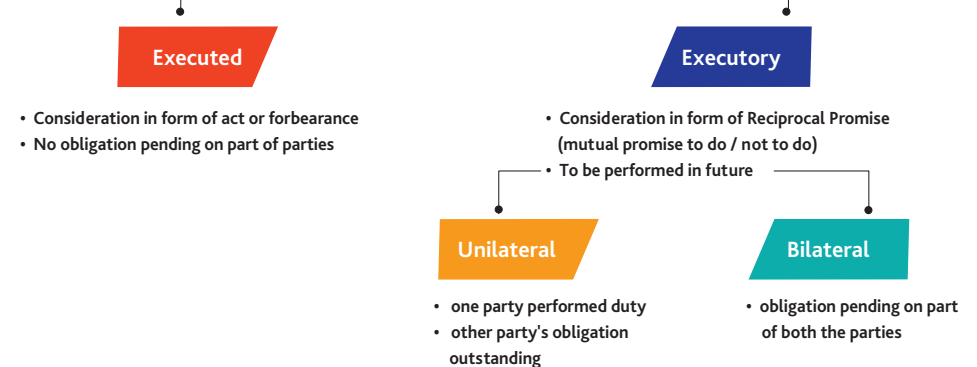 Executed
• Consideration in form of act or forbearance
• No obligation pending on part of parties
Executory
• Consideration in form of Reciprocal Promise
(mutual promise to do / not to do)
• To be performed in future
Unilateral
• one party performed duty
• other party's obligation
outstanding
Bilateral
• obligation pending on part
of both the parties